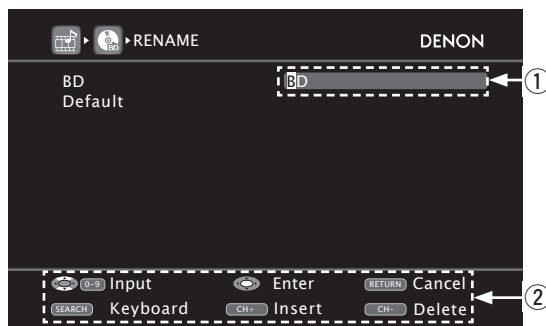 BD RENAME DENON
BD BD ①
Default
0-9 Input Enter RETURN Cancel
SEARCH Keyboard CH+ Insert CH- Delete ②